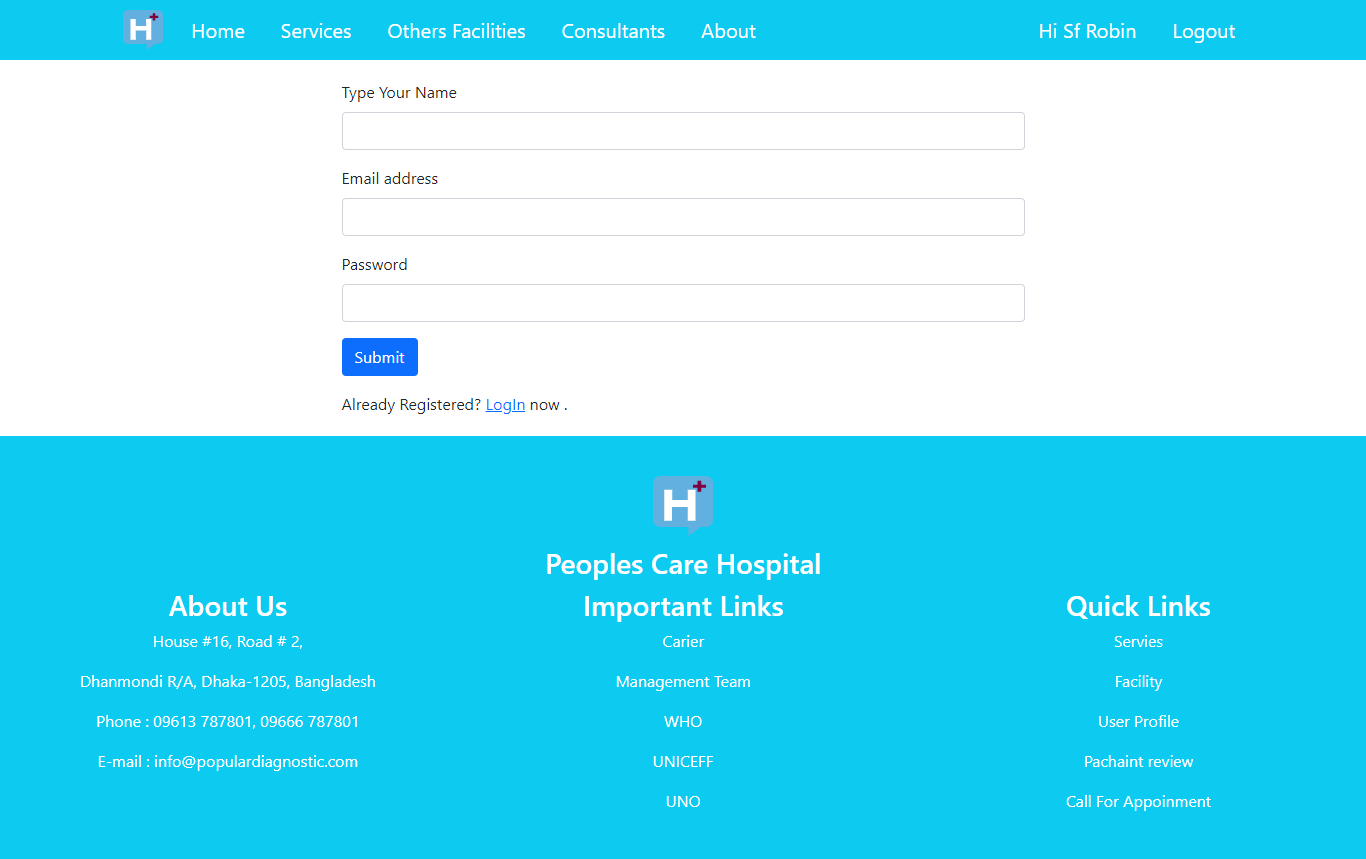 H+
Home Services Others Facilities Consultants About Hi Sf Robin Logout
Type Your Name
Email address
Password
Submit
Already Registered? LogIn now .
H+
Peoples Care Hospital
About Us
House #16, Road # 2,
Dhanmondi R/A, Dhaka-1205, Bangladesh
Phone : 09613 787801, 09666 787801
E-mail : info@populardiagnostic.com
Important Links
Carier
Management Team
WHO
UNICEFF
UNO
Quick Links
Servies
Facility
User Profile
Pachaint review
Call For Appoinment